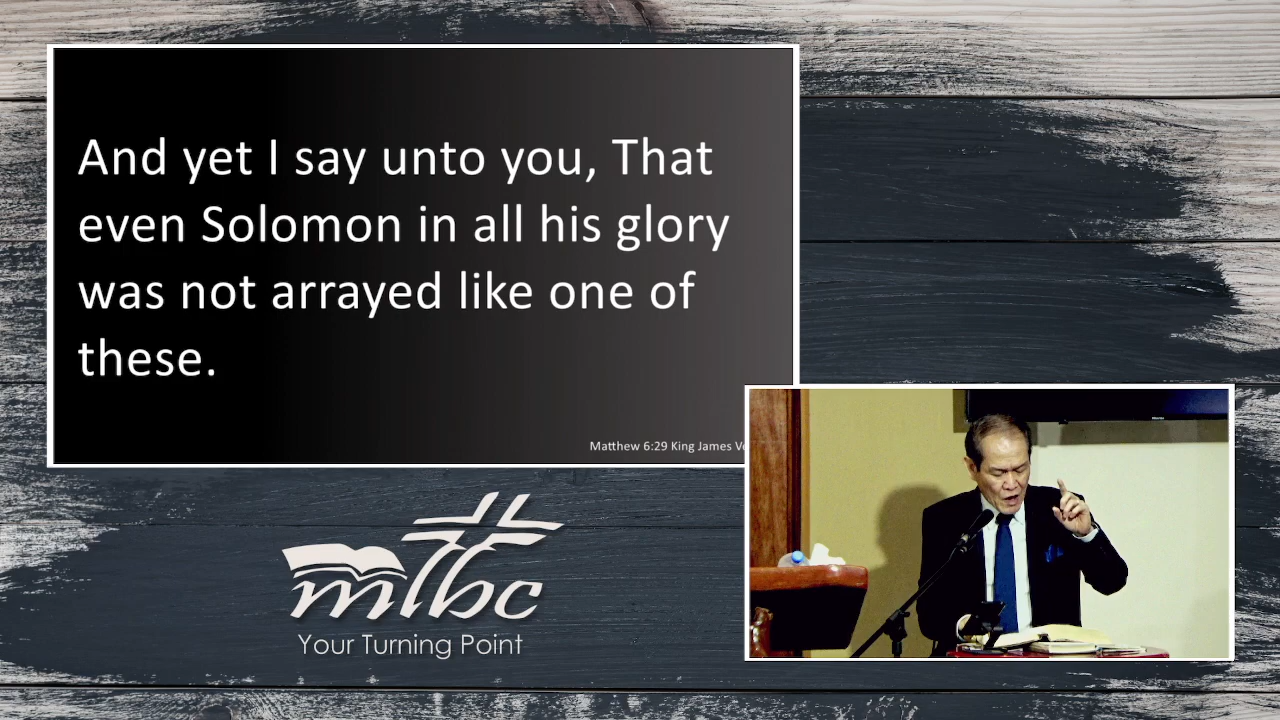 And yet I say unto you, That
even Solomon in all his glory
was not arrayed like one of
these.
Matthew 6:29 King James
mlbc
Your Turning Point